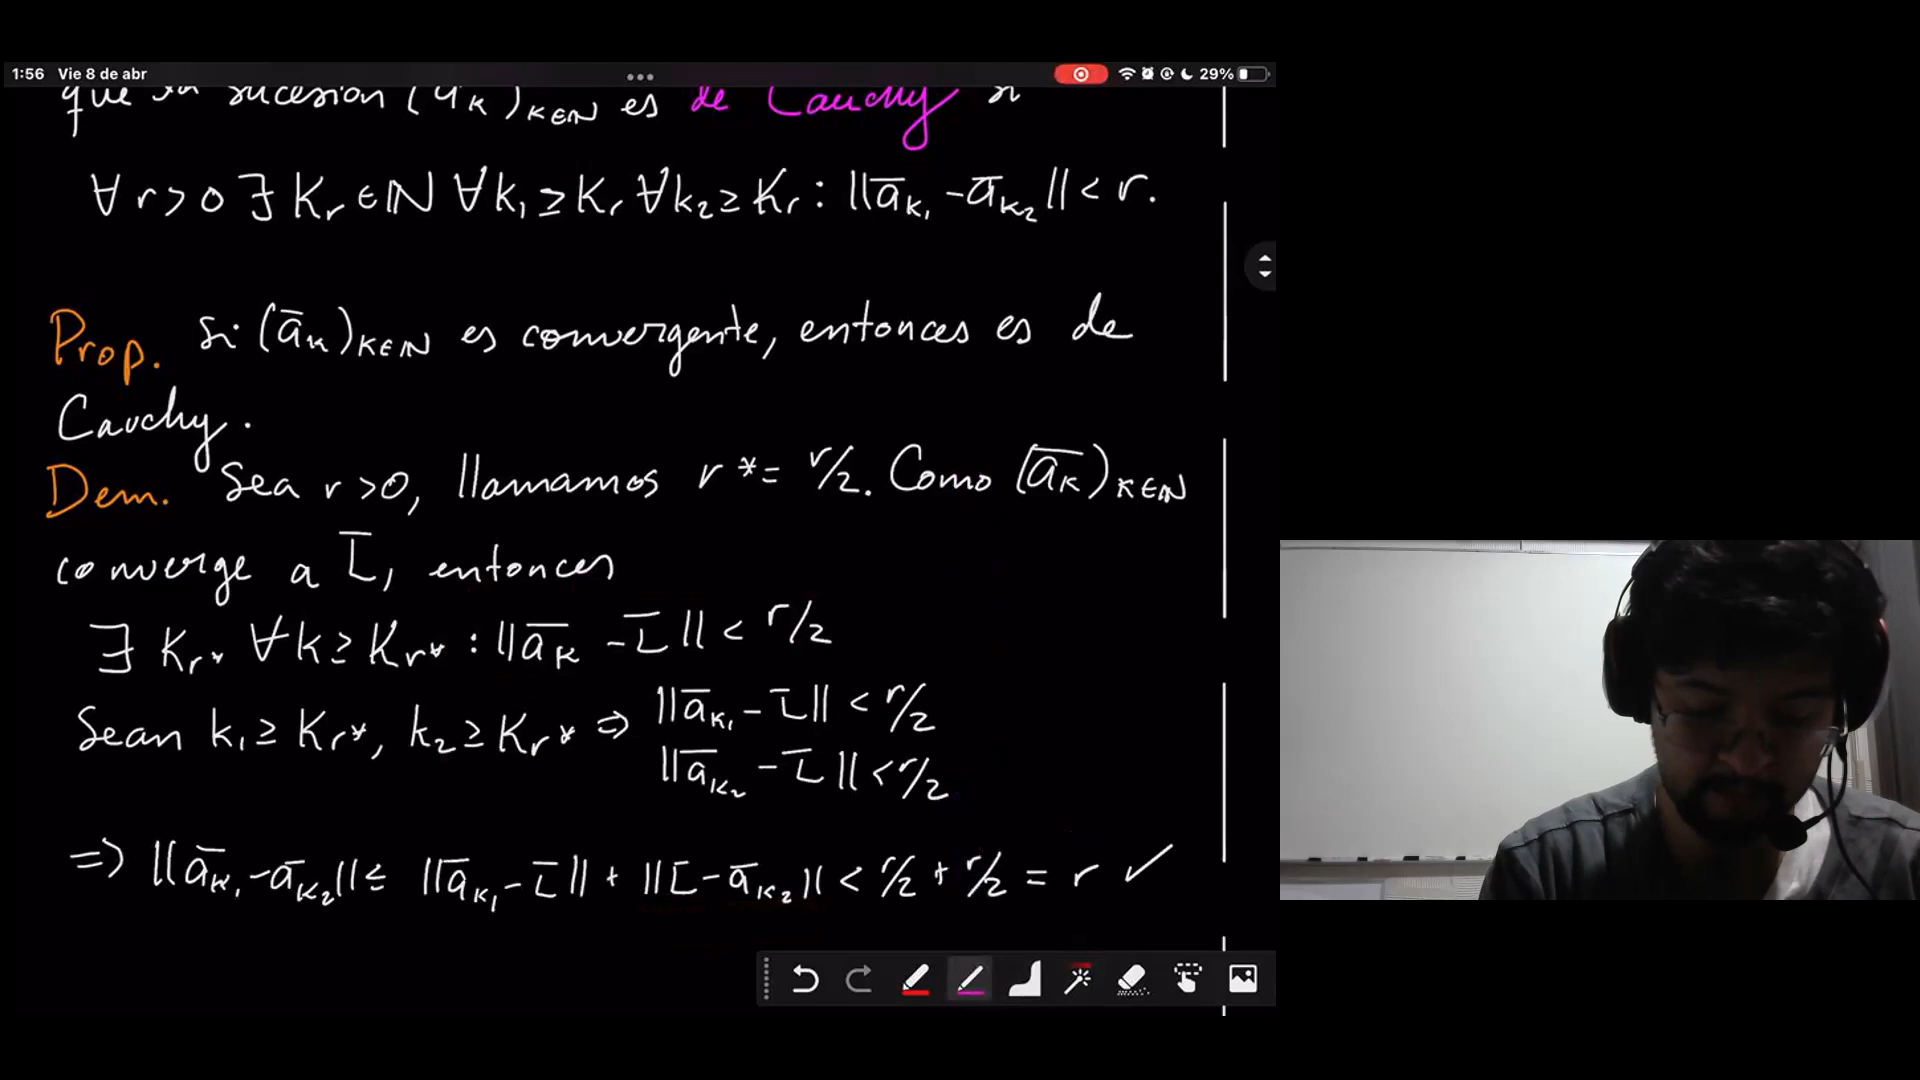 1:56 Vie 8 de abr
29%
que la sucesión (ā_K)_{K∈ℕ} es de Cauchy si
∀r>0 ∃ K_r∈ℕ ∀k₁≥K_r ∀k₂≥K_r : ||ā_{k₁} - ā_{k₂}|| < r.
Prop. Si (ā_k)_{k∈ℕ} es convergente, entonces es de
Cauchy.
Dem. Sea r>0, llamamos r* = r/2. Como (ā_k)_{k∈ℕ}
converge a L̄, entonces
∃ K_{r*} ∀k≥K_{r*} : ||ā_k - L̄|| < r/2
Sean k₁≥K_{r*}, k₂≥K_{r*} ⇒ ||ā_{k₁} - L̄|| < r/2
||ā_{k₂} - L̄|| < r/2
⇒ ||ā_{k₁} - ā_{k₂}|| ≤ ||ā_{k₁} - L̄|| + ||L̄ - ā_{k₂}|| < r/2 + r/2 = r ✓